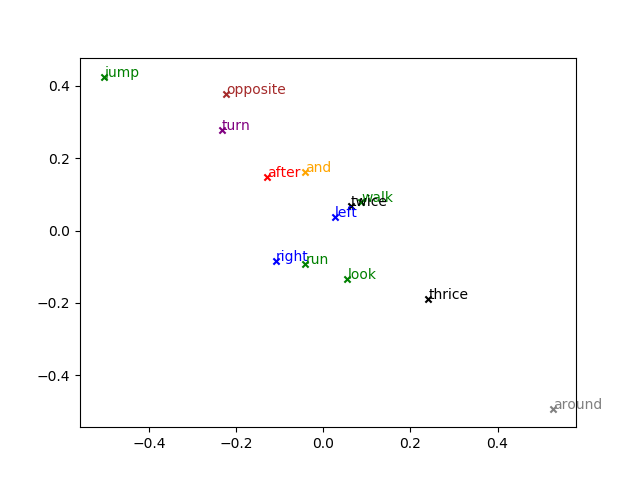 jump
opposite
turn
after
and
walk
twice
left
right
run
look
thrice
around
0.4
0.2
0.0
−0.2
−0.4
−0.4
−0.2
0.0
0.2
0.4